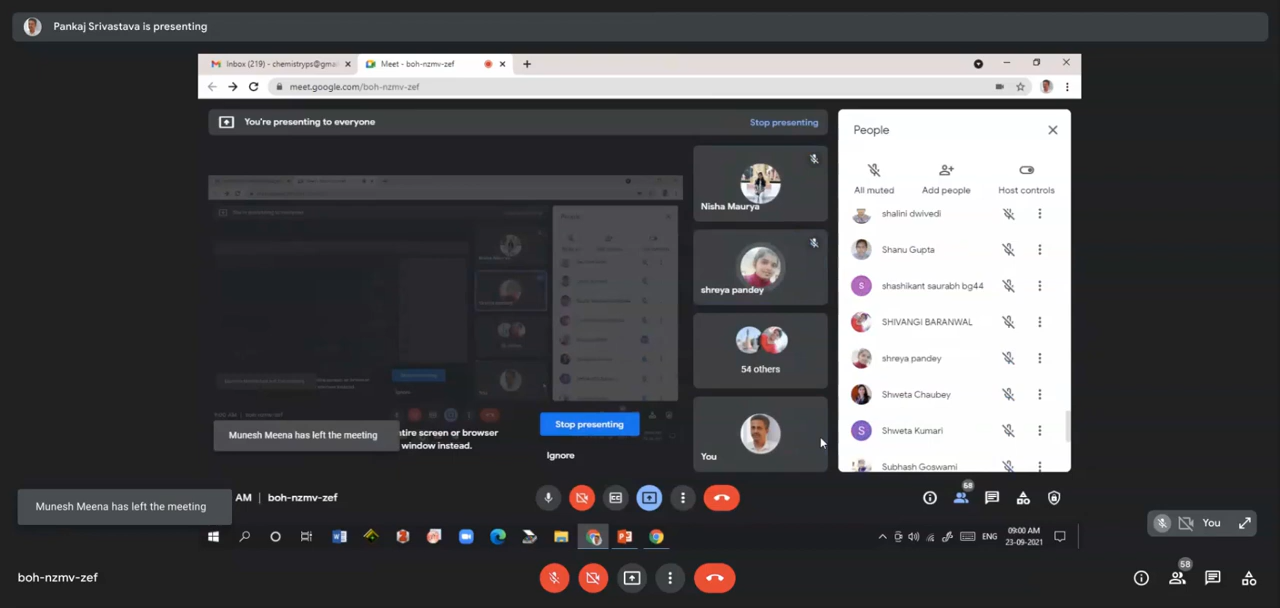 Pankaj Srivastava is presenting
Inbox (219) - chemistryps@gmai
Meet - boh-nzmv-zef
meet.google.com/boh-nzmv-zef
You're presenting to everyone
Stop presenting
People
All muted
Add people
Host controls
Nisha Maurya
shreya pandey
54 others
You
shalini dwivedi
Shanu Gupta
S
shashikant saurabh bg44
SHIVANGI BARANWAL
shreya pandey
Shweta Chaubey
S
Shweta Kumari
Subhash Goswami
Munesh Meena has left the meeting
ntire screen or browser
window instead.
Stop presenting
Ignore
Munesh Meena has left the meeting
AM | boh-nzmv-zef
68
You
ENG
09:00 AM
23-09-2021
boh-nzmv-zef
58